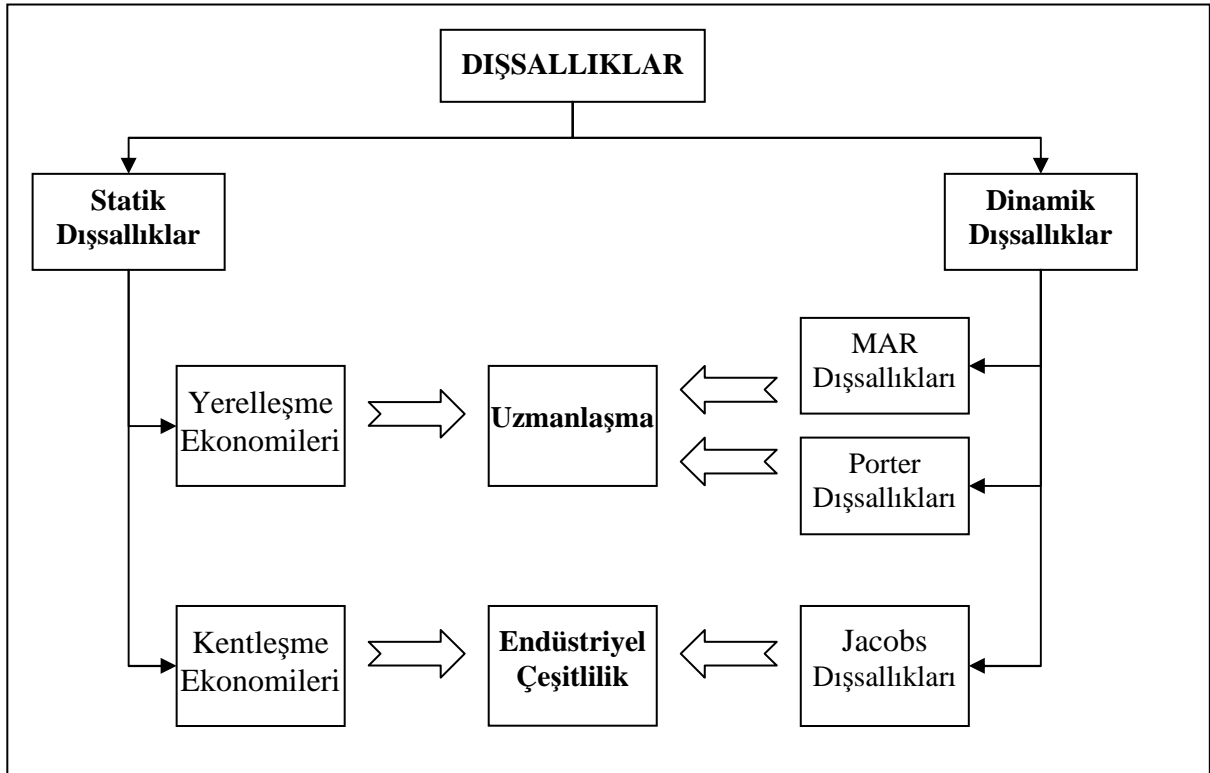 DIŞSALLIKLAR
Statik
Dışsallıklar
Dinamik
Dışsallıklar
MAR
Dışsallıkları
Yerelleşme
Ekonomileri
Uzmanlaşma
Porter
Dışsallıkları
Kentleşme
Ekonomileri
Endüstriyel
Çeşitlilik
Jacobs
Dışsallıkları